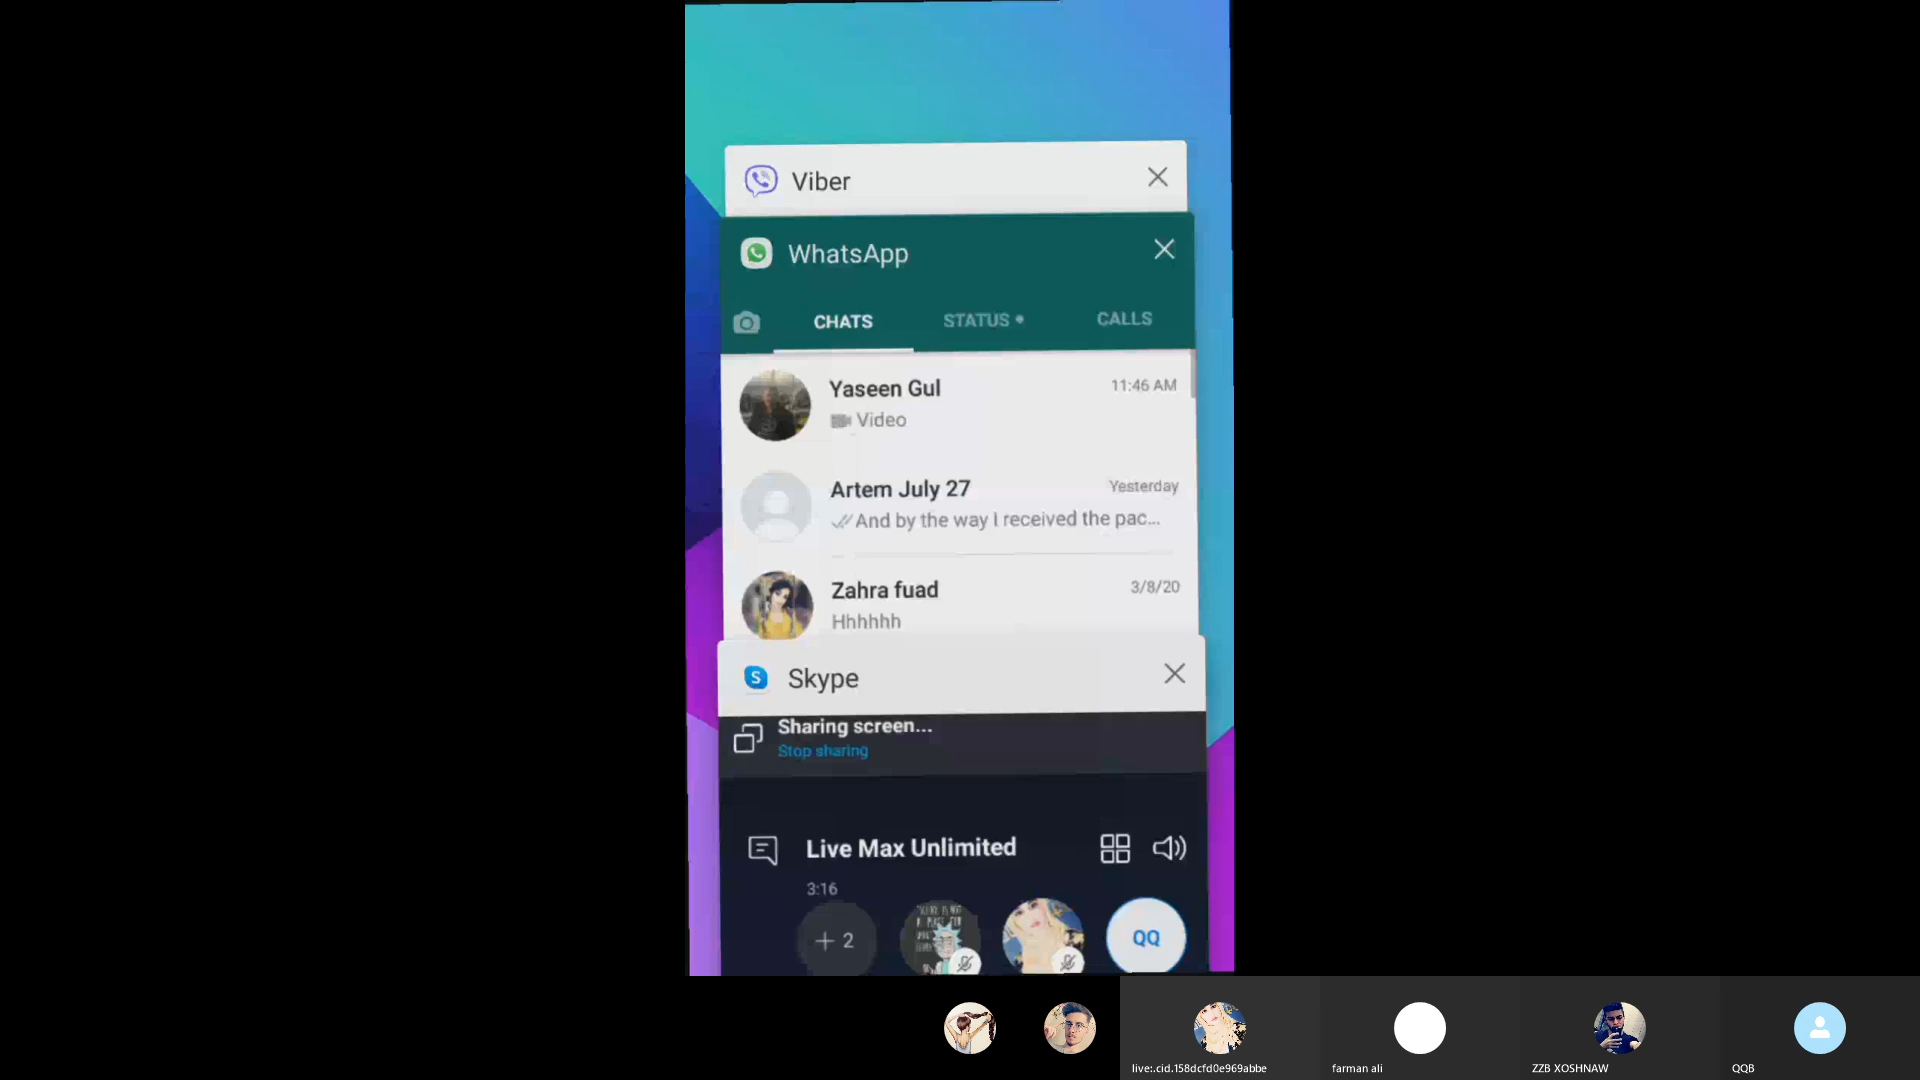 Viber
WhatsApp
CHATS
STATUS •
CALLS
Yaseen Gul
11:46 AM
Video
Artem July 27
Yesterday
And by the way I received the pac...
Zahra fuad
3/8/20
Hhhhhh
Skype
Sharing screen...
Stop sharing
Live Max Unlimited
3:16
+ 2
QQ
live:.cid.158dcfd0e969abbe
farman ali
ZZB XOSHNAW
QQB